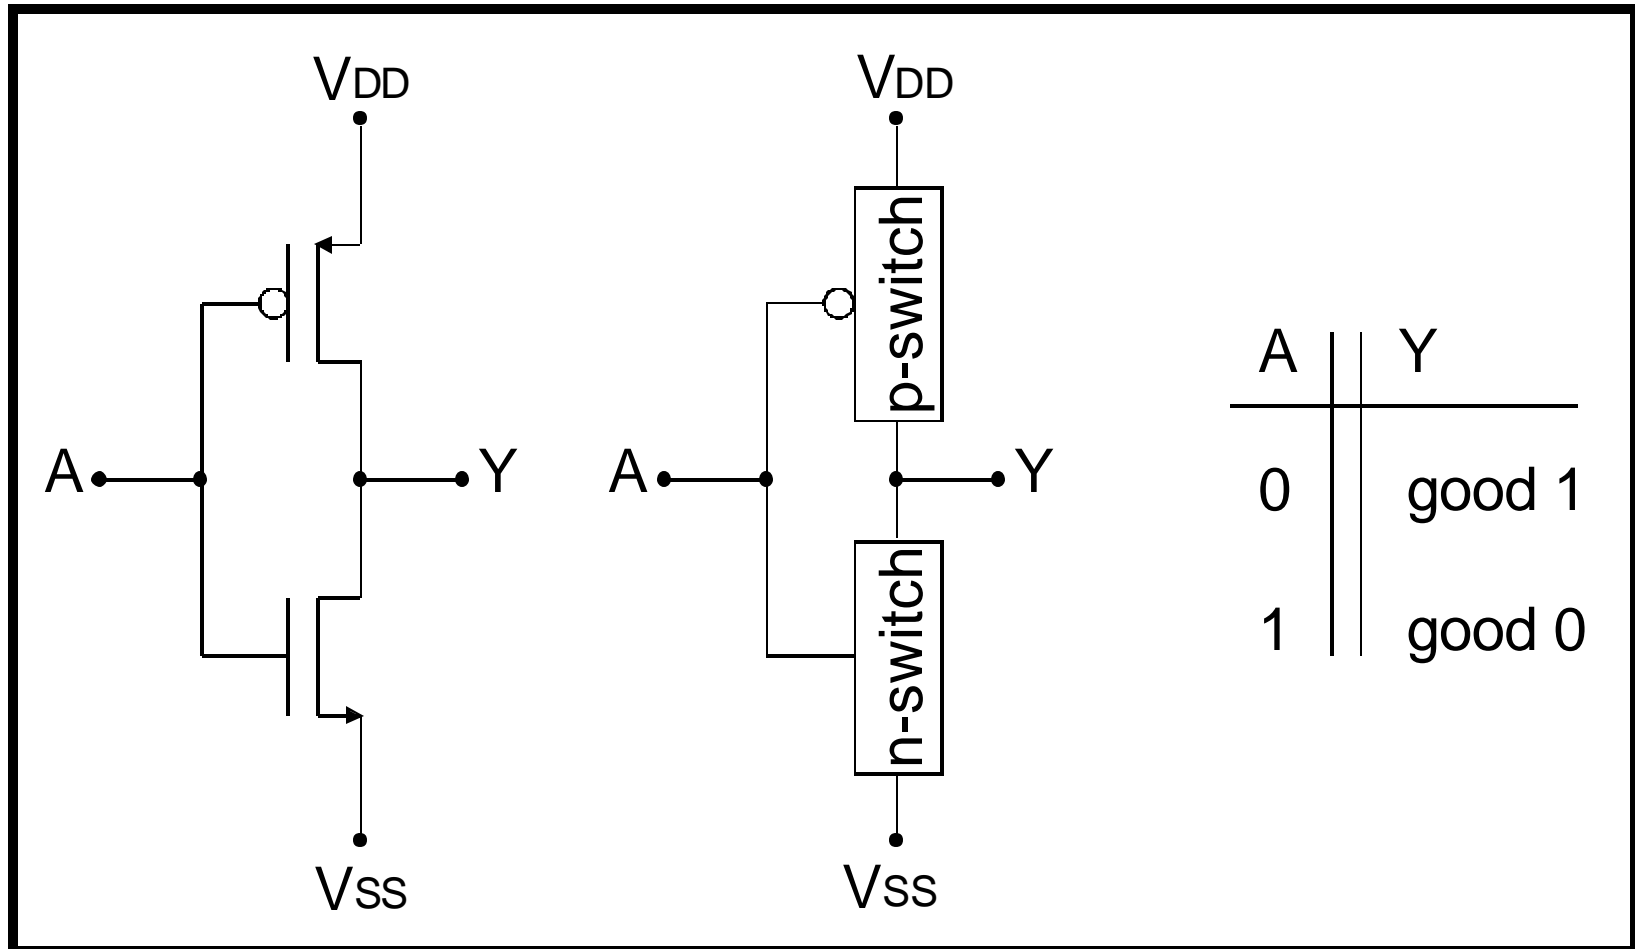 VDD
A
Y
VSS
VDD
p-switch
A
Y
n-switch
VSS
A Y
0 good 1
1 good 0